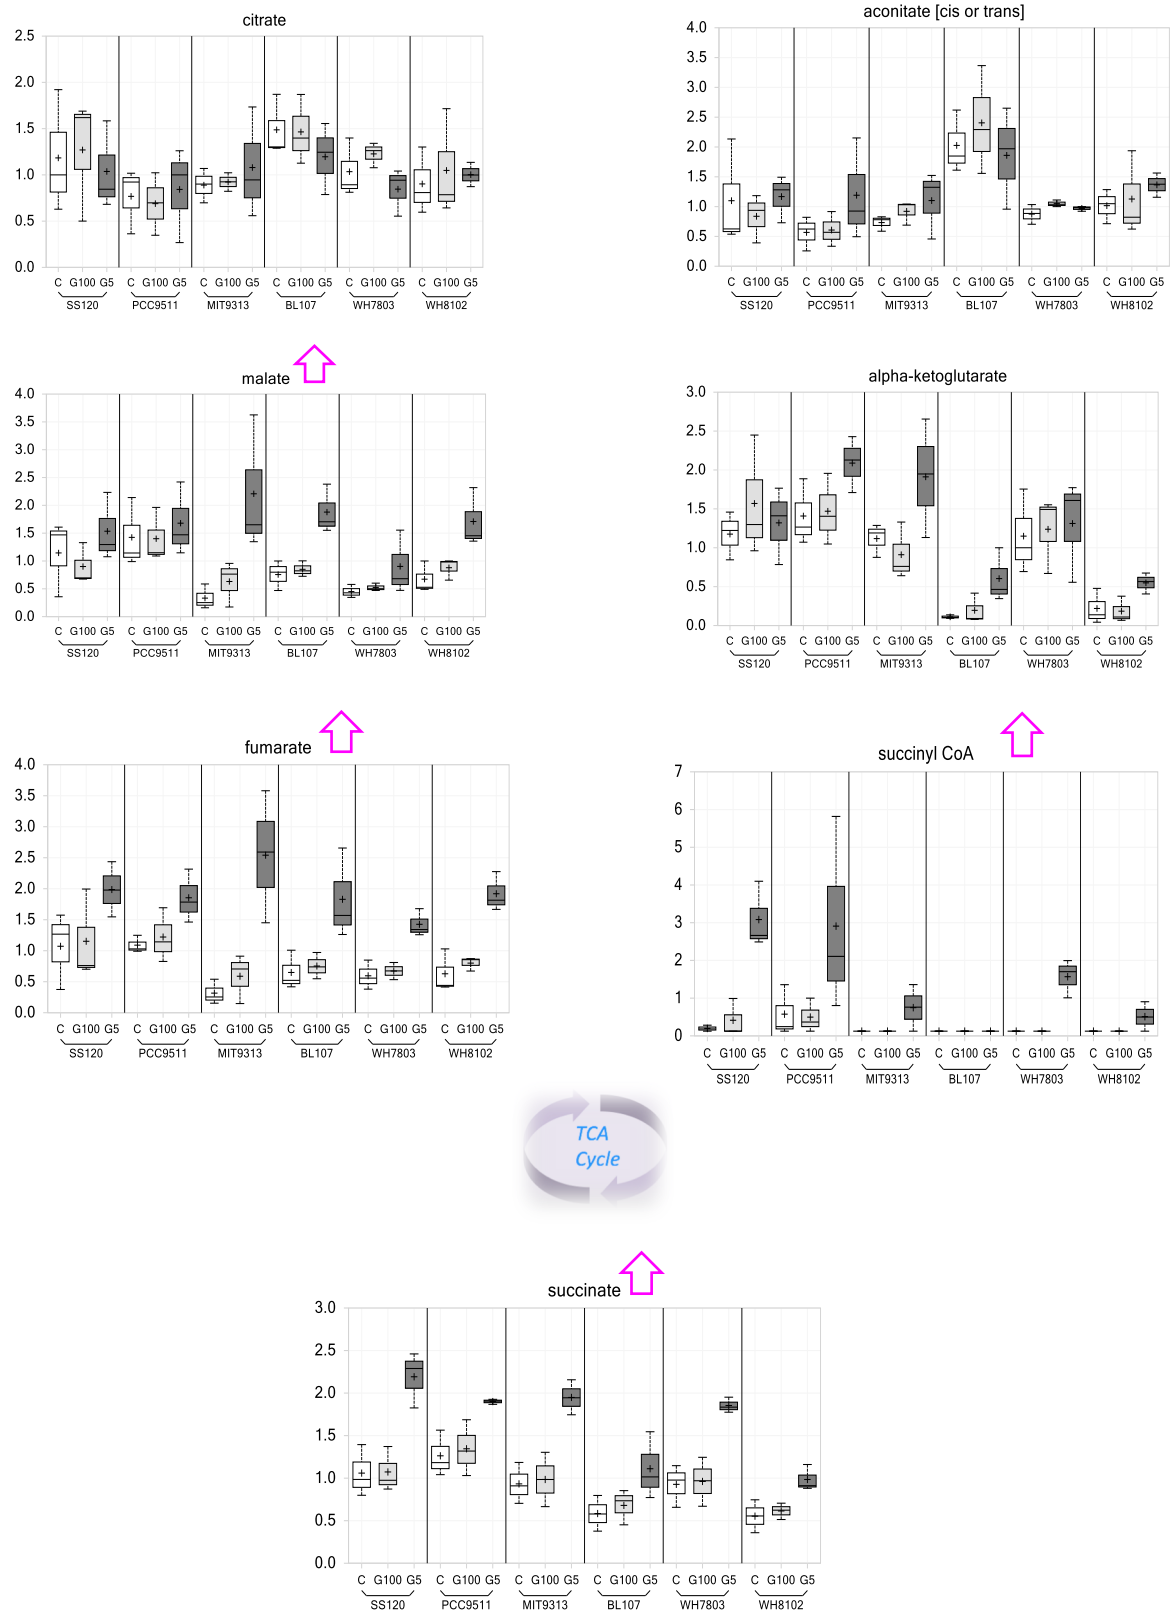 citrate
2.5
2.0
1.5
1.0
0.5
0.0
C G100 G5 C G100 G5 C G100 G5 C G100 G5 C G100 G5 C G100 G5
SS120 PCC9511 MIT9313 BL107 WH7803 WH8102
aconitate [cis or trans]
4.0
3.5
3.0
2.5
2.0
1.5
1.0
0.5
0.0
C G100 G5 C G100 G5 C G100 G5 C G100 G5 C G100 G5 C G100 G5
SS120 PCC9511 MIT9313 BL107 WH7803 WH8102
malate
4.0
3.5
3.0
2.5
2.0
1.5
1.0
0.5
0.0
C G100 G5 C G100 G5 C G100 G5 C G100 G5 C G100 G5 C G100 G5
SS120 PCC9511 MIT9313 BL107 WH7803 WH8102
alpha-ketoglutarate
3.0
2.5
2.0
1.5
1.0
0.5
0.0
C G100 G5 C G100 G5 C G100 G5 C G100 G5 C G100 G5 C G100 G5
SS120 PCC9511 MIT9313 BL107 WH7803 WH8102
fumarate
4.0
3.5
3.0
2.5
2.0
1.5
1.0
0.5
0.0
C G100 G5 C G100 G5 C G100 G5 C G100 G5 C G100 G5 C G100 G5
SS120 PCC9511 MIT9313 BL107 WH7803 WH8102
succinyl CoA
7
6
5
4
3
2
1
0
C G100 G5 C G100 G5 C G100 G5 C G100 G5 C G100 G5 C G100 G5
SS120 PCC9511 MIT9313 BL107 WH7803 WH8102
TCA
Cycle
succinate
3.0
2.5
2.0
1.5
1.0
0.5
0.0
C G100 G5 C G100 G5 C G100 G5 C G100 G5 C G100 G5 C G100 G5
SS120 PCC9511 MIT9313 BL107 WH7803 WH8102